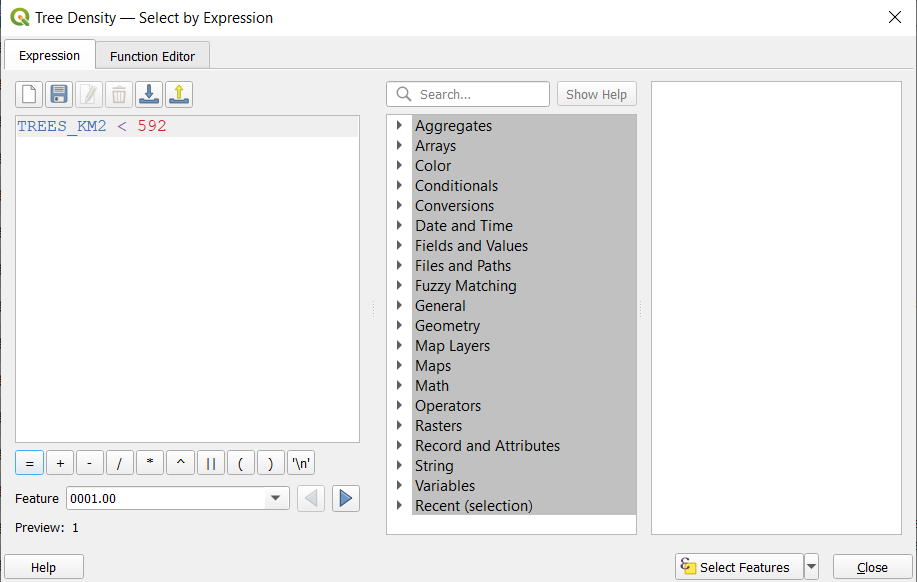 Tree Density — Select by Expression
Expression
Function Editor
TREES_KM2 < 592
= + - / * ^ || ( ) '\n'
Feature 0001.00
Preview: 1
Search...
Show Help
Aggregates
Arrays
Color
Conditionals
Conversions
Date and Time
Fields and Values
Files and Paths
Fuzzy Matching
General
Geometry
Map Layers
Maps
Math
Operators
Rasters
Record and Attributes
String
Variables
Recent (selection)
Help
Select Features
Close